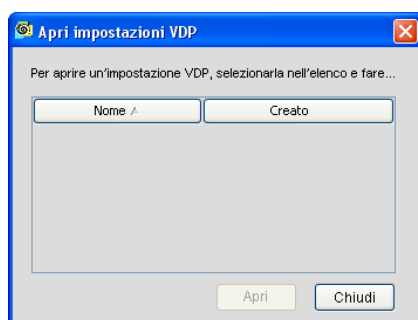 Apri impostazioni VDP
Per aprire un'impostazione VDP, selezionarla nell'elenco e fare...
Nome Creato
Apri Chiudi